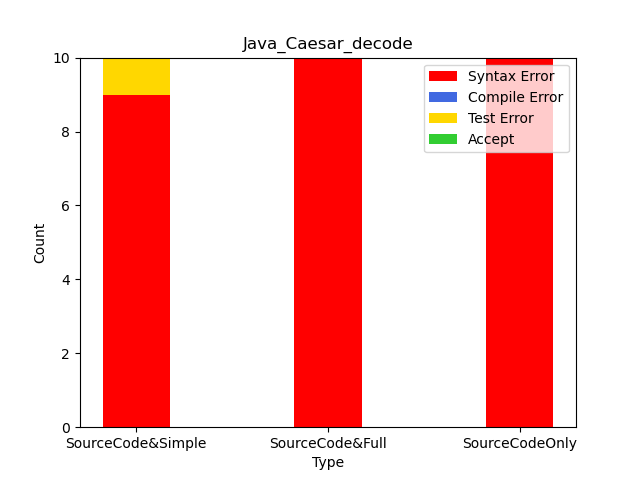 Java_Caesar_decode
10
8
6
4
2
0
Count
Syntax Error
Compile Error
Test Error
Accept
SourceCode&Simple
SourceCode&Full
SourceCodeOnly
Type